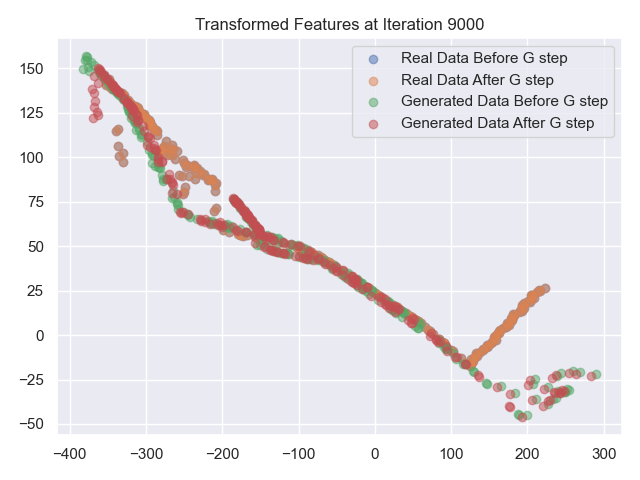 Transformed Features at Iteration 9000
Real Data Before G step
Real Data After G step
Generated Data Before G step
Generated Data After G step
150
125
100
75
50
25
0
−25
−50
−400 −300 −200 −100 0 100 200 300